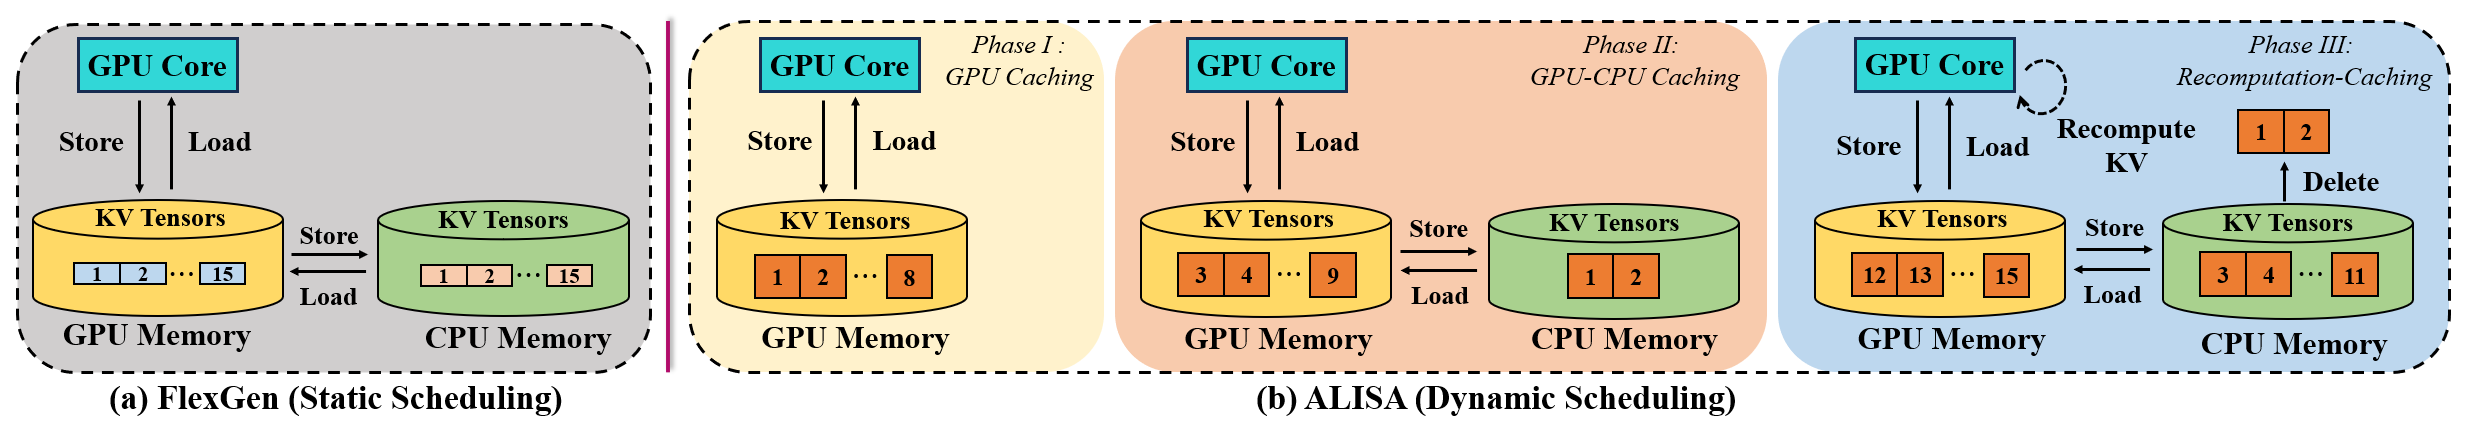 GPU Core
Store
Load
KV Tensors
1 2 ··· 15
GPU Memory
Store
Load
KV Tensors
1 2 ··· 15
CPU Memory
(a) FlexGen (Static Scheduling)
Phase I :
GPU Caching
GPU Core
Store
Load
KV Tensors
1 2 ··· 8
GPU Memory
Phase II:
GPU-CPU Caching
GPU Core
Store
Load
KV Tensors
3 4 ··· 9
GPU Memory
Store
Load
KV Tensors
1 2
CPU Memory
Phase III:
Recomputation-Caching
GPU Core
Recompute
KV
Store
Load
KV Tensors
12 13 ··· 15
GPU Memory
Store
Load
1 2
Delete
KV Tensors
3 4 ··· 11
CPU Memory
(b) ALISA (Dynamic Scheduling)